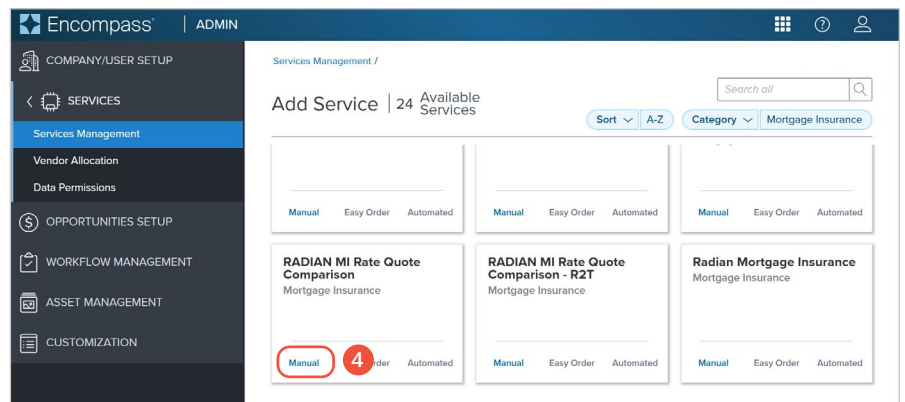 Encompass | ADMIN
COMPANY/USER SETUP
SERVICES
Services Management
Vendor Allocation
Data Permissions
OPPORTUNITIES SETUP
WORKFLOW MANAGEMENT
ASSET MANAGEMENT
CUSTOMIZATION
Services Management /
Add Service | 24 Available Services
Search all
Sort A-Z Category Mortgage Insurance
Manual Easy Order Automated Manual Easy Order Automated Manual Easy Order Automated
RADIAN MI Rate Quote
Comparison
Mortgage Insurance
Manual 4 rder Automated
RADIAN MI Rate Quote
Comparison - R2T
Mortgage Insurance
Manual Easy Order Automated
Radian Mortgage Insurance
Mortgage Insurance
Manual Easy Order Automated